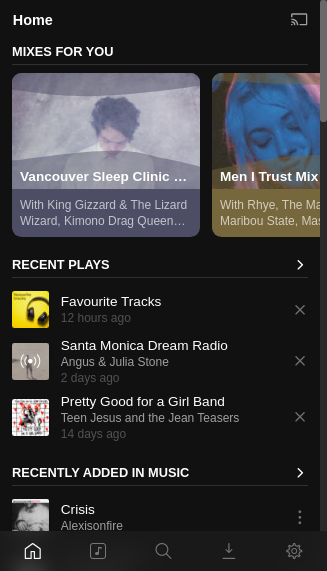 Home
MIXES FOR YOU
Vancouver Sleep Clinic ...
With King Gizzard & The Lizard
Wizard, Kimono Drag Queen...
Men I Trust Mix
With Rhye, The Ma
Maribou State, Mas
RECENT PLAYS
Favourite Tracks
12 hours ago
Santa Monica Dream Radio
Angus & Julia Stone
2 days ago
Pretty Good for a Girl Band
Teen Jesus and the Jean Teasers
14 days ago
RECENTLY ADDED IN MUSIC
Crisis
Alexisonfire